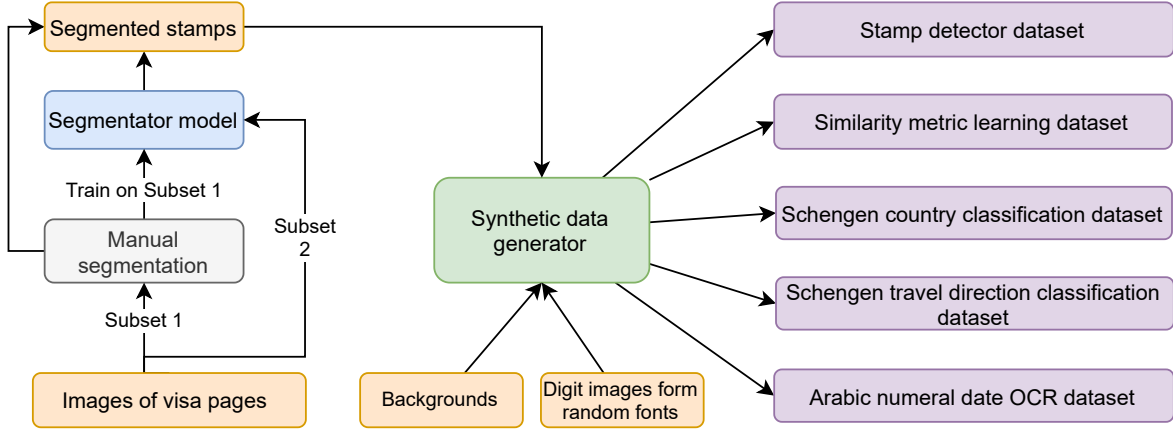 Segmented stamps
Segmentator model
Train on Subset 1
Manual
segmentation
Subset 1
Images of visa pages
Subset
2
Synthetic data
generator
Backgrounds
Digit images form
random fonts
Stamp detector dataset
Similarity metric learning dataset
Schengen country classification dataset
Schengen travel direction classification
dataset
Arabic numeral date OCR dataset